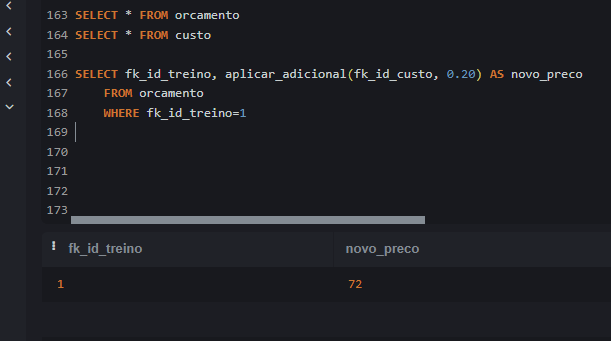 163 SELECT * FROM orcamento
164 SELECT * FROM custo
165
166 SELECT fk_id_treino, aplicar_adicional(fk_id_custo, 0.20) AS novo_preco
167     FROM orcamento
168     WHERE fk_id_treino=1
169
170
171
172
173
fk_id_treino novo_preco
1 72